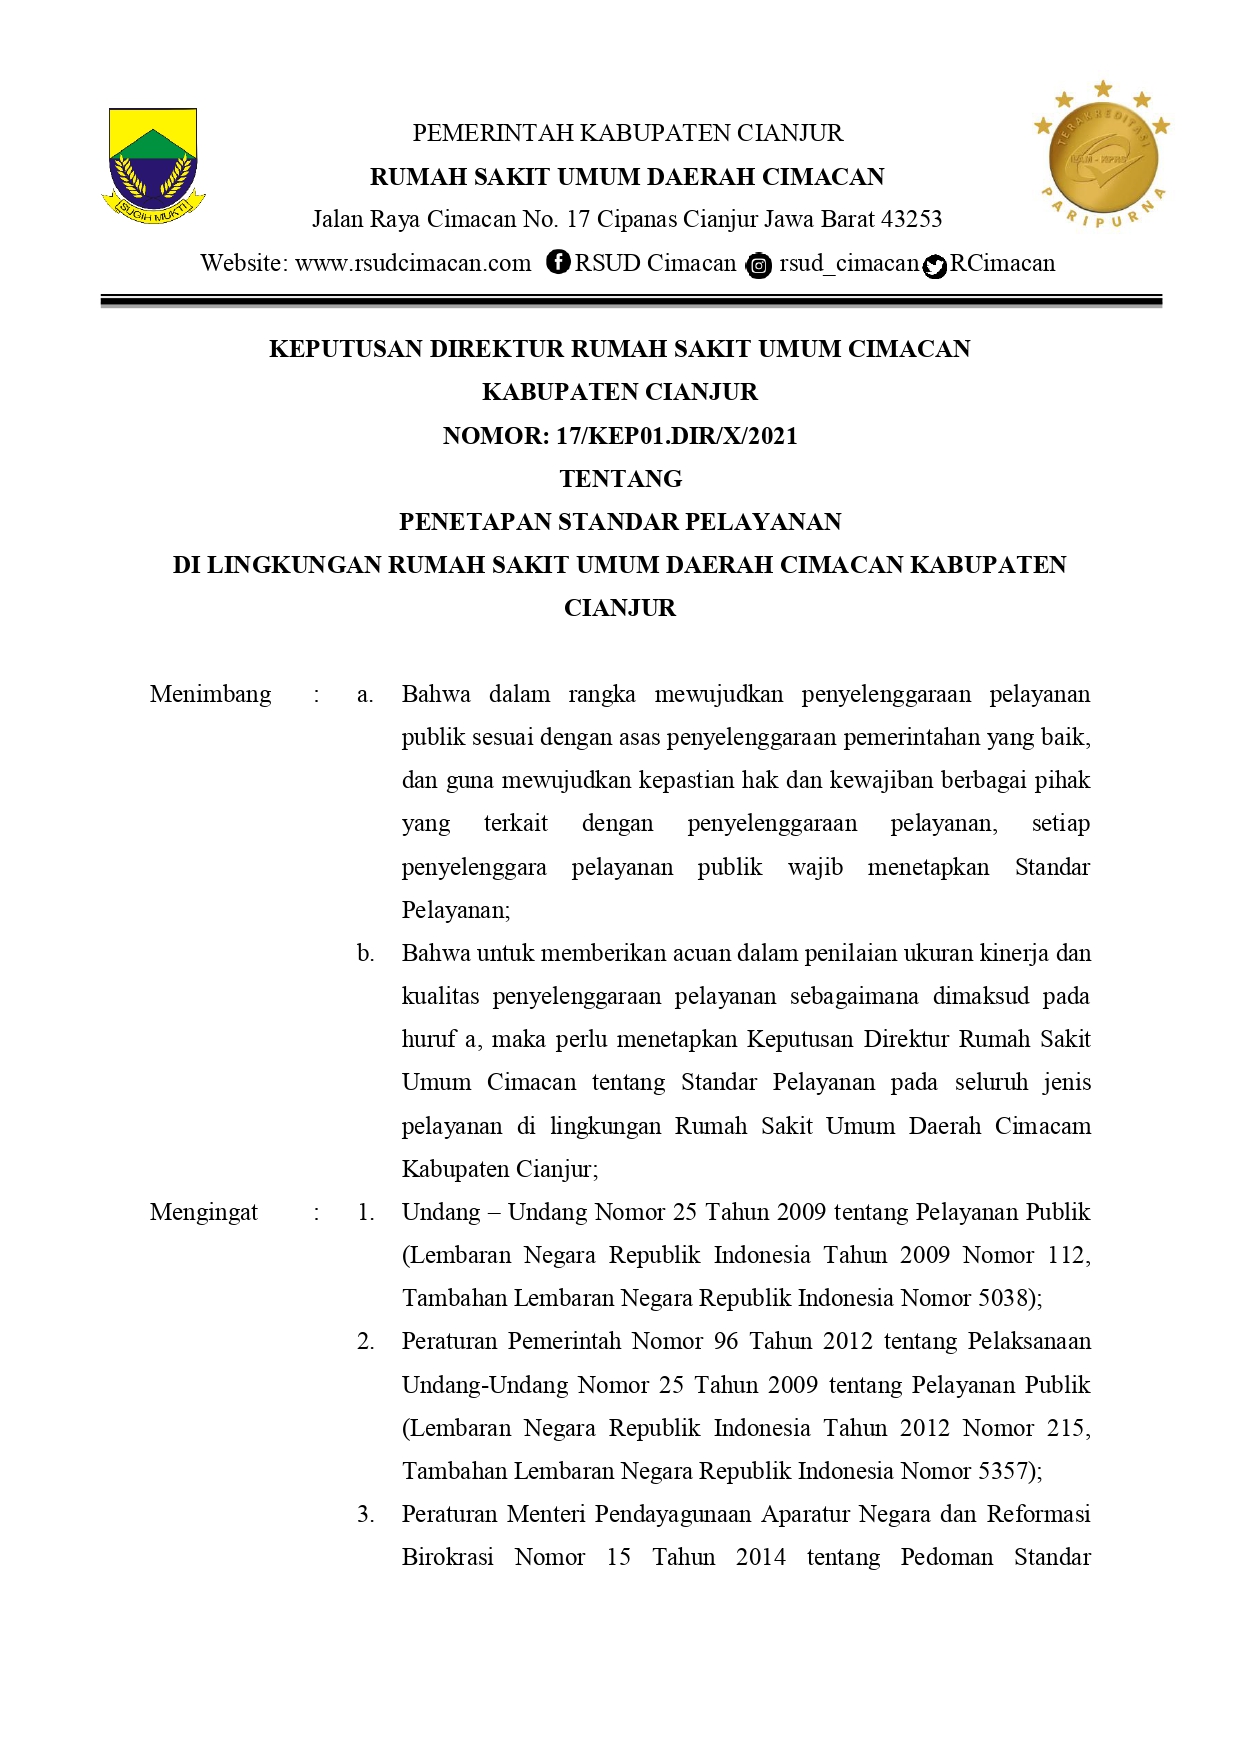 PEMERINTAH KABUPATEN CIANJUR
RUMAH SAKIT UMUM DAERAH CIMACAN
Jalan Raya Cimacan No. 17 Cipanas Cianjur Jawa Barat 43253
Website: www.rsudcimacan.com RSUD Cimacan rsud_cimacan RCimacan
SUGIH MUKTI
TERAKREDITASI
PARIPURNA
KEPUTUSAN DIREKTUR RUMAH SAKIT UMUM CIMACAN
KABUPATEN CIANJUR
NOMOR: 17/KEP01.DIR/X/2021
TENTANG
PENETAPAN STANDAR PELAYANAN
DI LINGKUNGAN RUMAH SAKIT UMUM DAERAH CIMACAN KABUPATEN
CIANJUR
Menimbang : a. Bahwa dalam rangka mewujudkan penyelenggaraan pelayanan
publik sesuai dengan asas penyelenggaraan pemerintahan yang baik,
dan guna mewujudkan kepastian hak dan kewajiban berbagai pihak
yang terkait dengan penyelenggaraan pelayanan, setiap
penyelenggara pelayanan publik wajib menetapkan Standar
Pelayanan;
b. Bahwa untuk memberikan acuan dalam penilaian ukuran kinerja dan
kualitas penyelenggaraan pelayanan sebagaimana dimaksud pada
huruf a, maka perlu menetapkan Keputusan Direktur Rumah Sakit
Umum Cimacan tentang Standar Pelayanan pada seluruh jenis
pelayanan di lingkungan Rumah Sakit Umum Daerah Cimacam
Kabupaten Cianjur;
Mengingat : 1. Undang – Undang Nomor 25 Tahun 2009 tentang Pelayanan Publik
(Lembaran Negara Republik Indonesia Tahun 2009 Nomor 112,
Tambahan Lembaran Negara Republik Indonesia Nomor 5038);
2. Peraturan Pemerintah Nomor 96 Tahun 2012 tentang Pelaksanaan
Undang-Undang Nomor 25 Tahun 2009 tentang Pelayanan Publik
(Lembaran Negara Republik Indonesia Tahun 2012 Nomor 215,
Tambahan Lembaran Negara Republik Indonesia Nomor 5357);
3. Peraturan Menteri Pendayagunaan Aparatur Negara dan Reformasi
Birokrasi Nomor 15 Tahun 2014 tentang Pedoman Standar